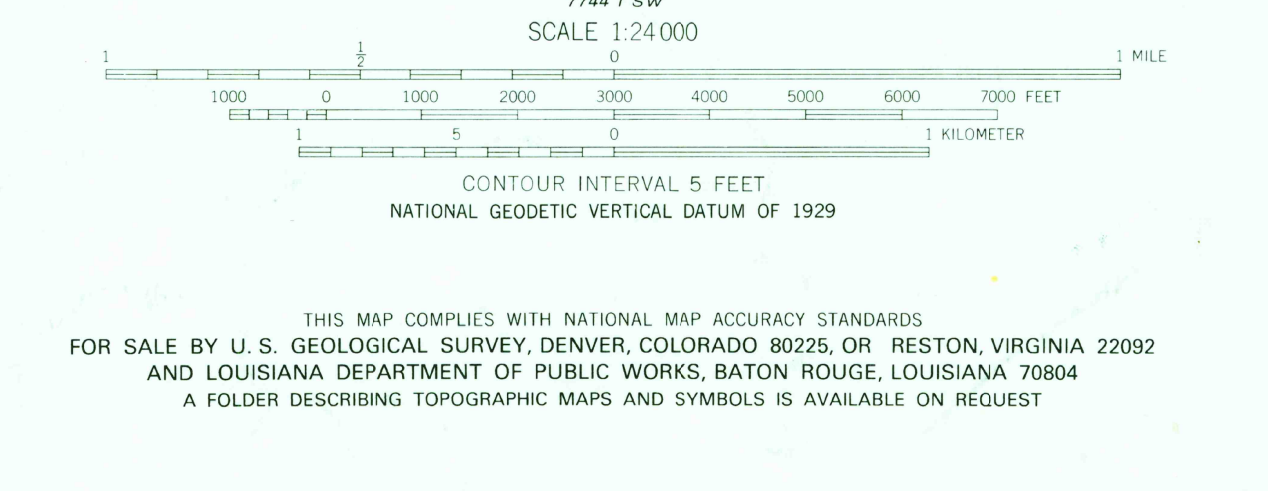 7744 I SW
SCALE 1:24 000
1 1/2 0 1 MILE
1000 0 1000 2000 3000 4000 5000 6000 7000 FEET
1 5 0 1 KILOMETER
CONTOUR INTERVAL 5 FEET
NATIONAL GEODETIC VERTICAL DATUM OF 1929
THIS MAP COMPLIES WITH NATIONAL MAP ACCURACY STANDARDS
FOR SALE BY U. S. GEOLOGICAL SURVEY, DENVER, COLORADO 80225, OR RESTON, VIRGINIA 22092
AND LOUISIANA DEPARTMENT OF PUBLIC WORKS, BATON ROUGE, LOUISIANA 70804
A FOLDER DESCRIBING TOPOGRAPHIC MAPS AND SYMBOLS IS AVAILABLE ON REQUEST